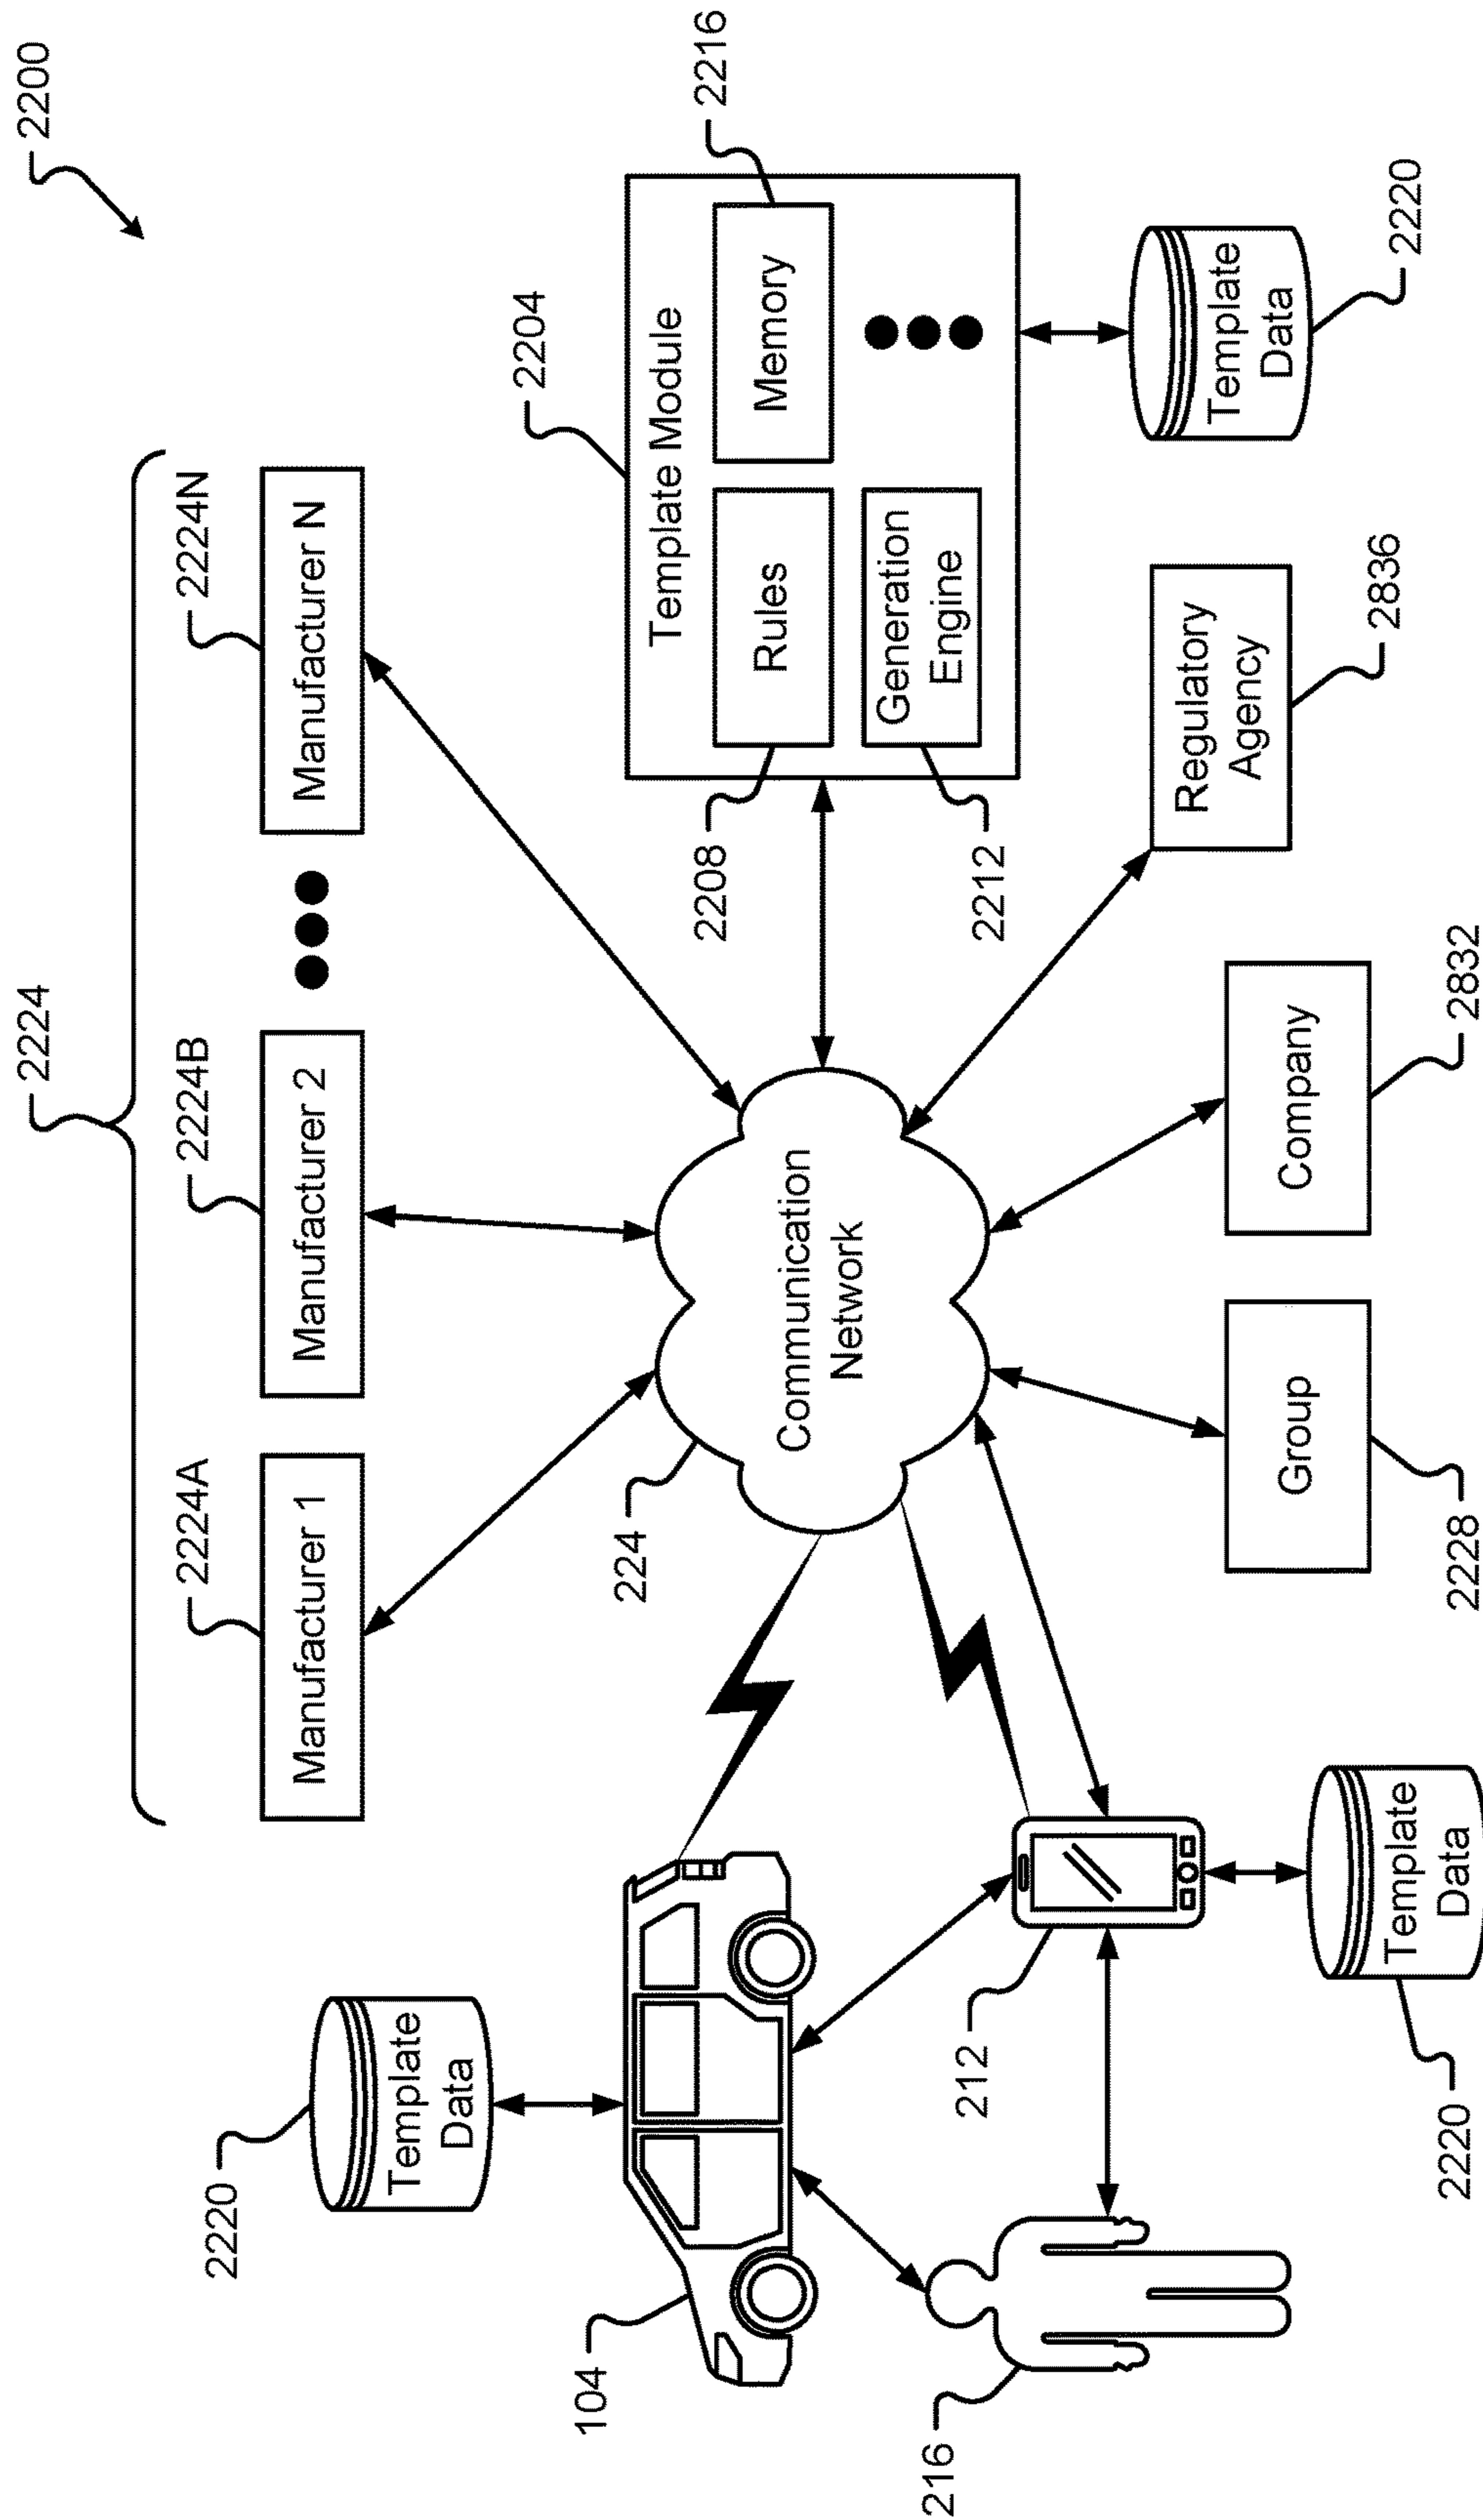 2200
2224
2224A
2224B
2224N
Manufacturer 1
Manufacturer 2
Manufacturer N
2220
Template
Data
104
224
Communication
Network
2204
Template Module
Rules
Memory
2216
Generation
Engine
2208
2212
Template
Data
2220
216
212
Template
Data
2220
Group
2228
Company
2832
Regulatory
Agency
2836